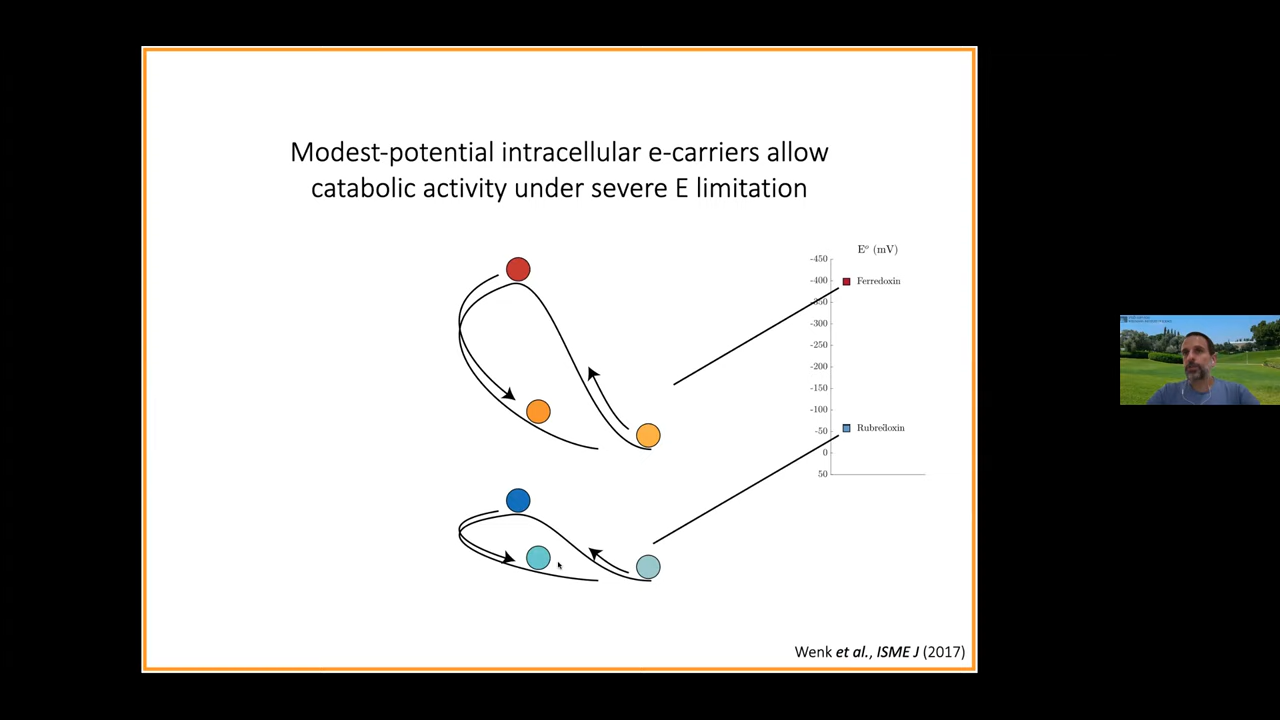 Modest-potential intracellular e-carriers allow
catabolic activity under severe E limitation
E° (mV)
-450
-400
Ferredoxin
-350
-300
-250
-200
-150
-100
-50
Rubredoxin
0
50
Wenk et al., ISME J (2017)